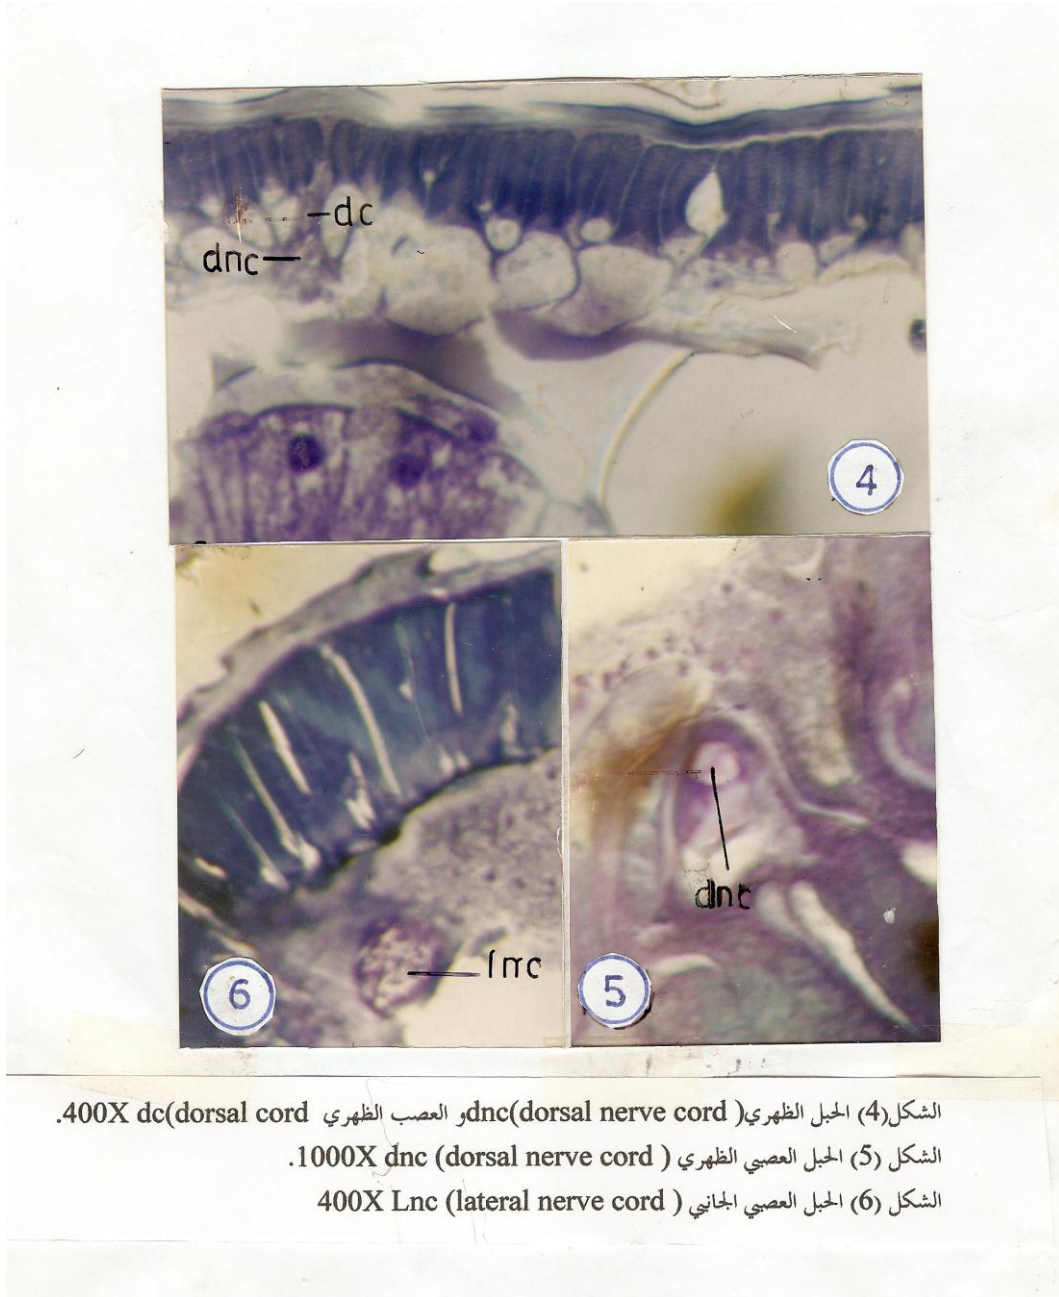 dc
dnc
4
6
lnc
5
dnc
الشكل(4) الحبل الظهري(dnc(dorsal nerve cord و العصب الظهري 400X dc(dorsal cord.
الشكل (5) الحبل العصبي الظهري ( 1000X dnc (dorsal nerve cord.
الشكل (6) الحبل العصبي الجانبي ( 400X Lnc (lateral nerve cord